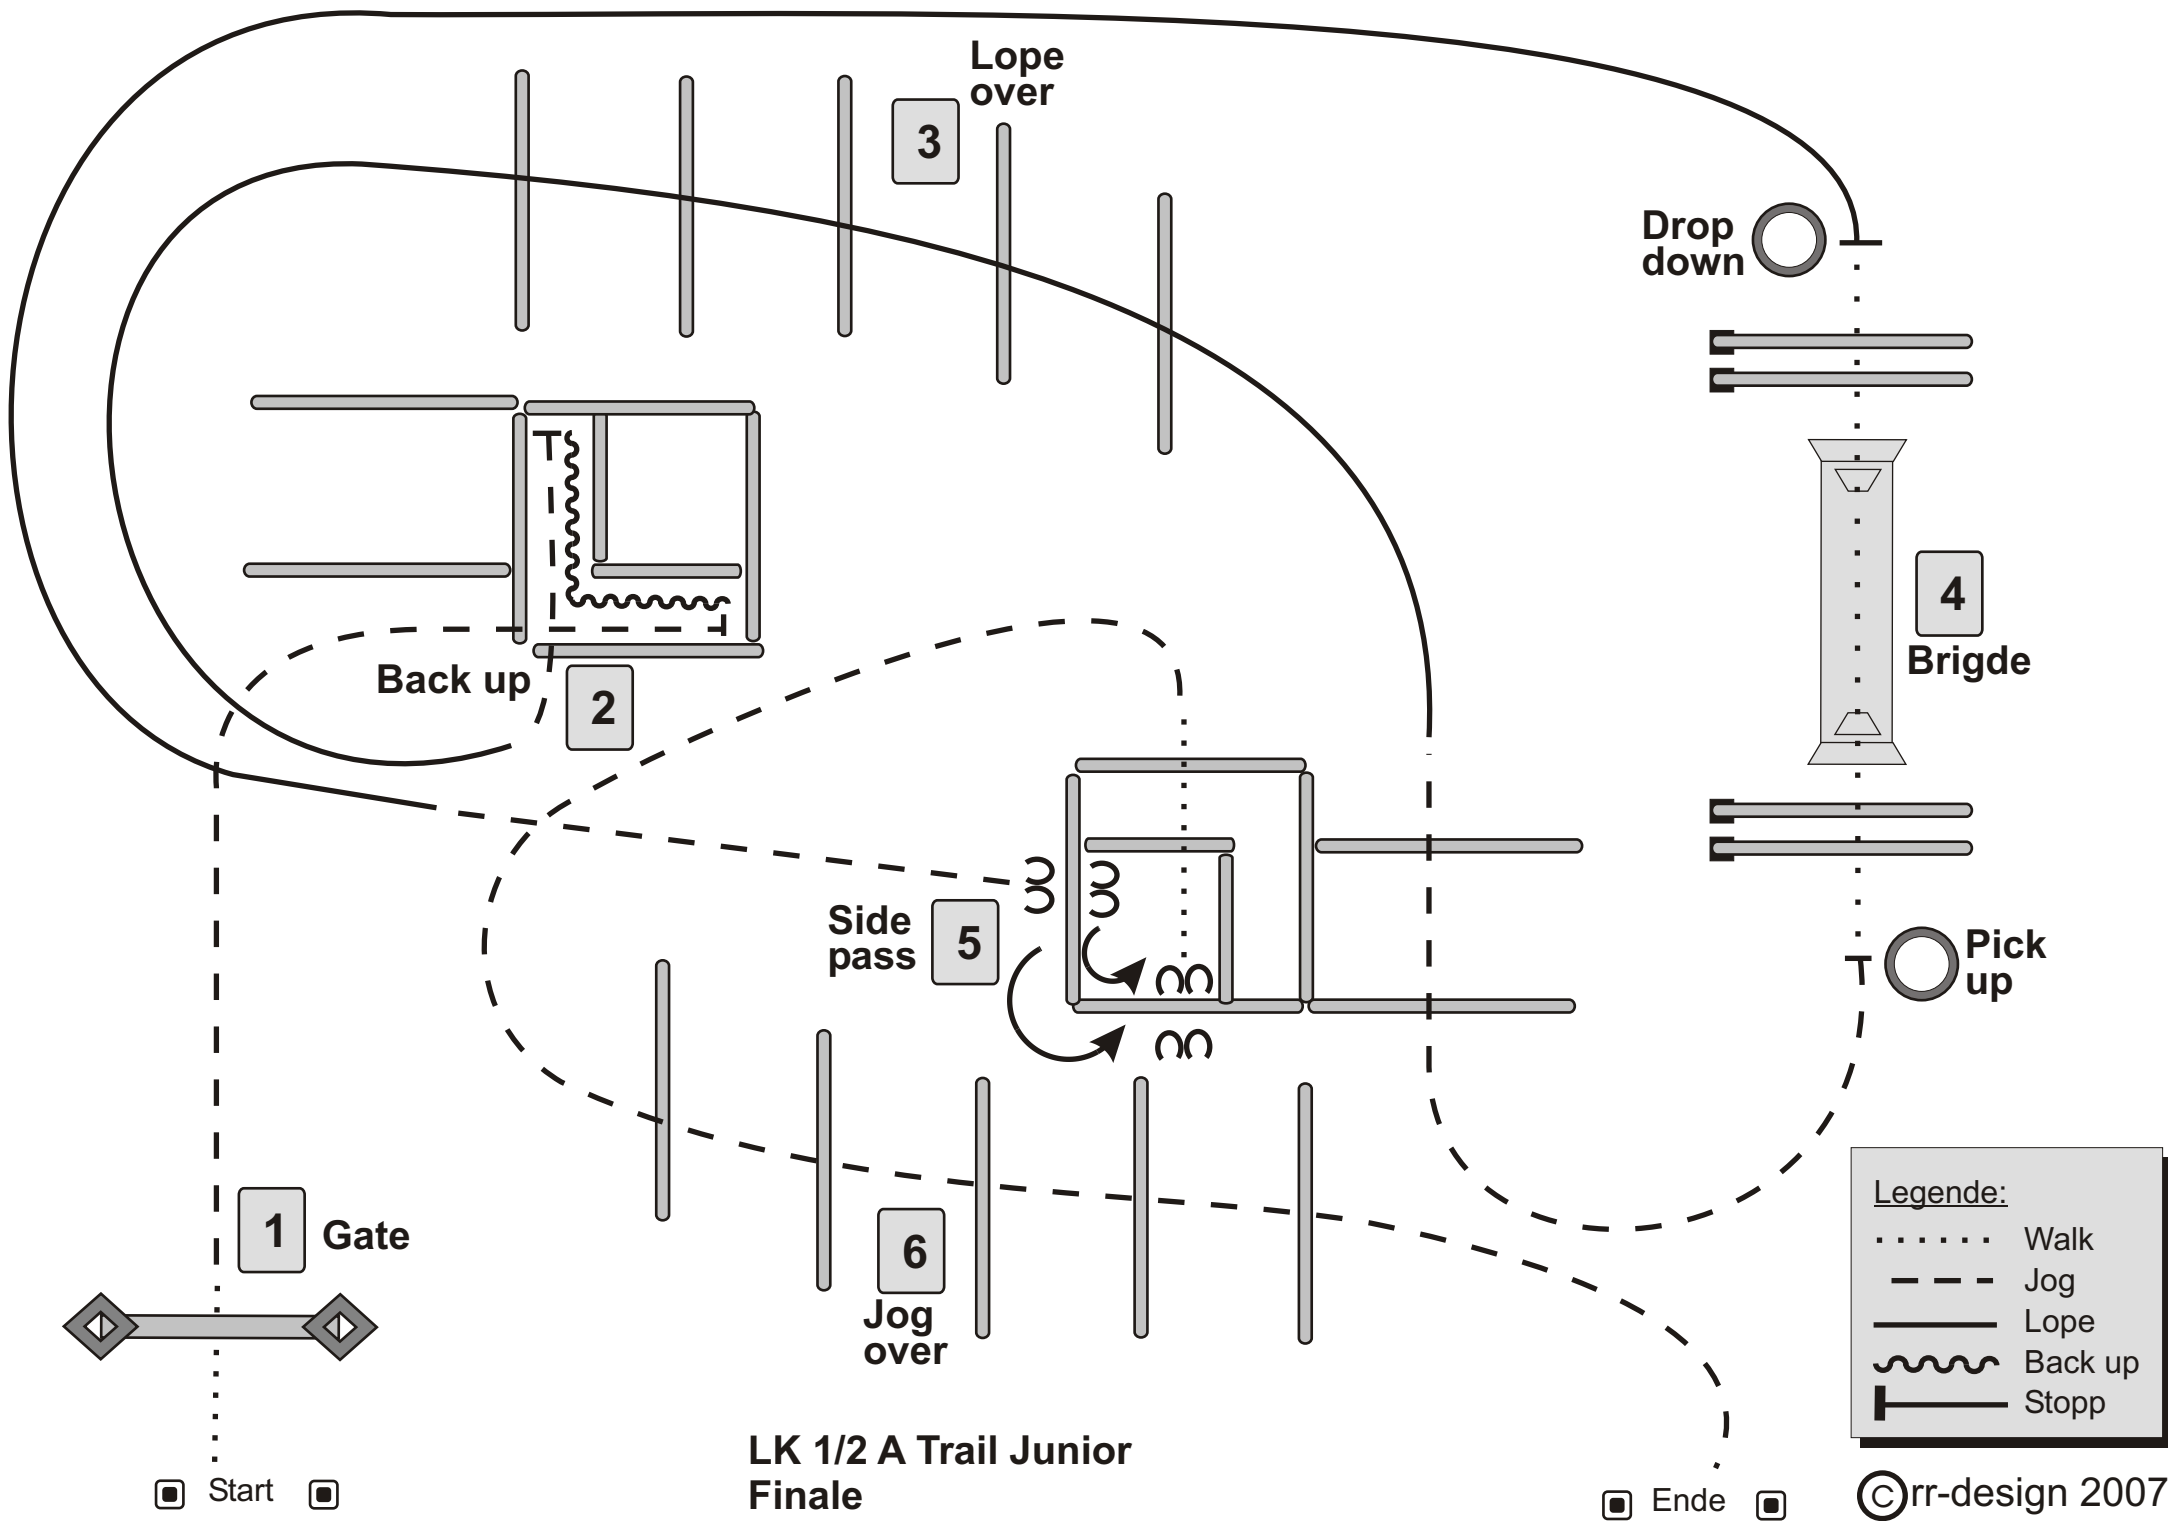 Lope
over
3
Drop
down
4
Brigde
Back up
2
Side
pass
5
Pick
up
1
Gate
6
Jog
over
Legende:
Walk
Jog
Lope
Back up
Stopp
LK 1/2 A Trail Junior
Finale
Start
Ende
© rr-design 2007